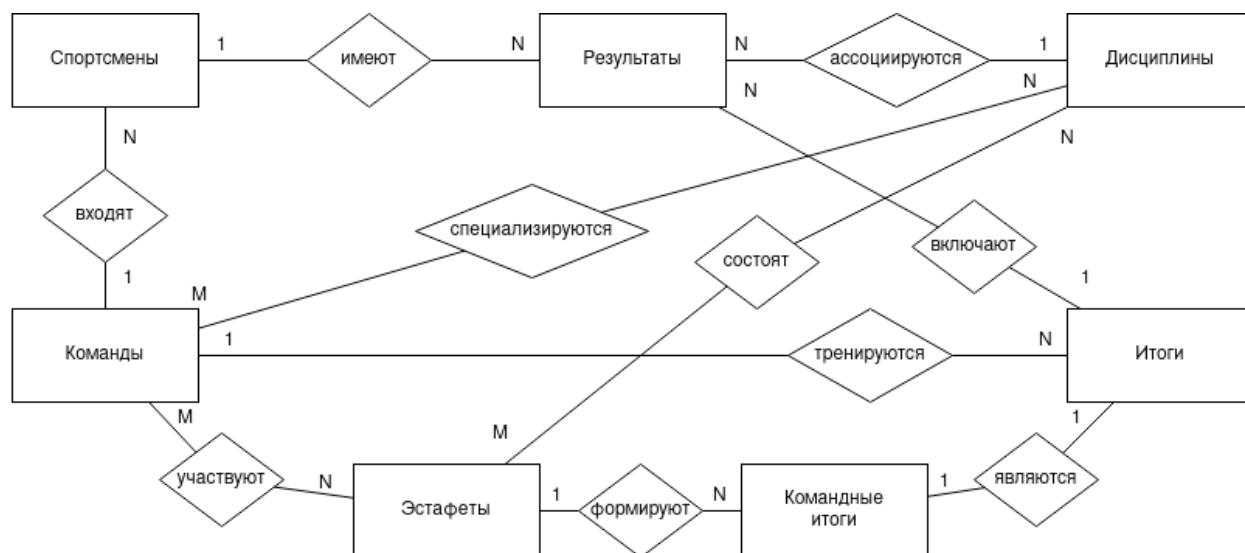 Спортсмены
1
имеют
N
Результаты
N
ассоциируются
1
Дисциплины
N
N
N
N
входят
специализируются
включают
состоят
1
M
1
Команды
1
тренируются
N
Итоги
M
M
1
участвуют
N
Эстафеты
1
формируют
N
Командные
итоги
1
являются